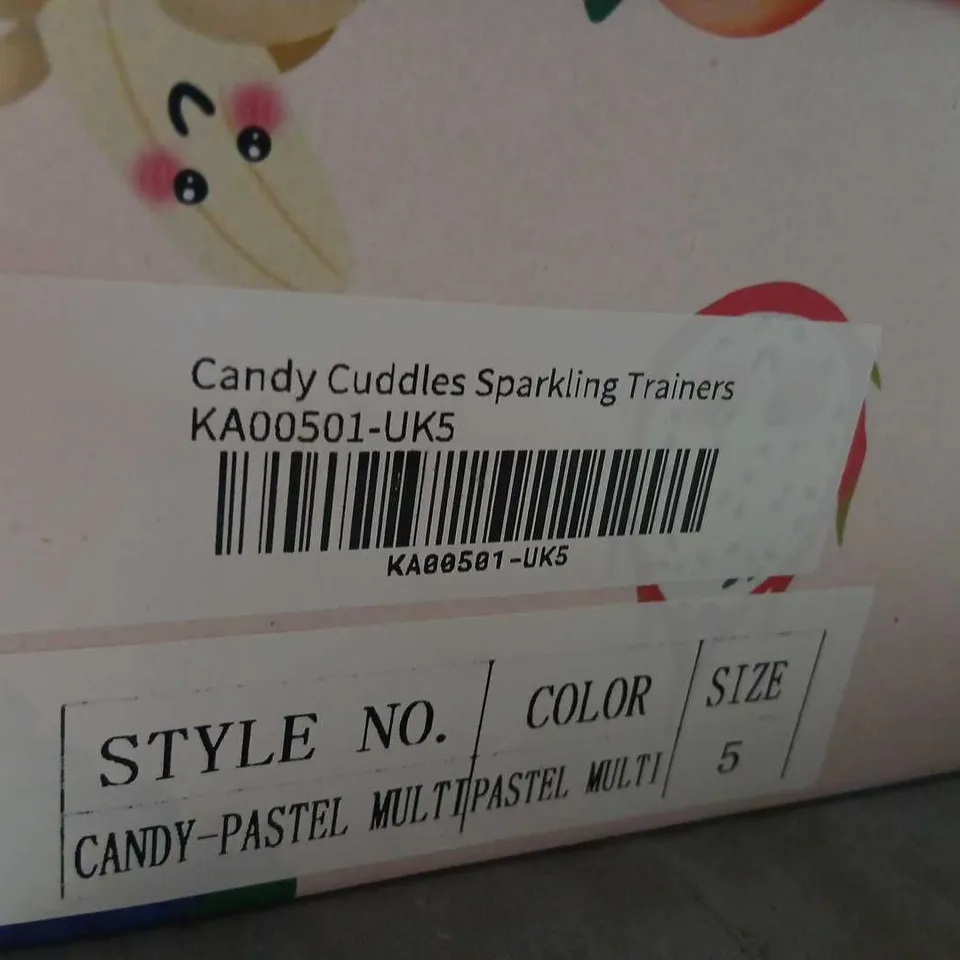 Candy Cuddles Sparkling Trainers
KA00501-UK5
KA00501-UK5
STYLE NO. COLOR SIZE
CANDY-PASTEL MULTI PASTEL MULTI 5